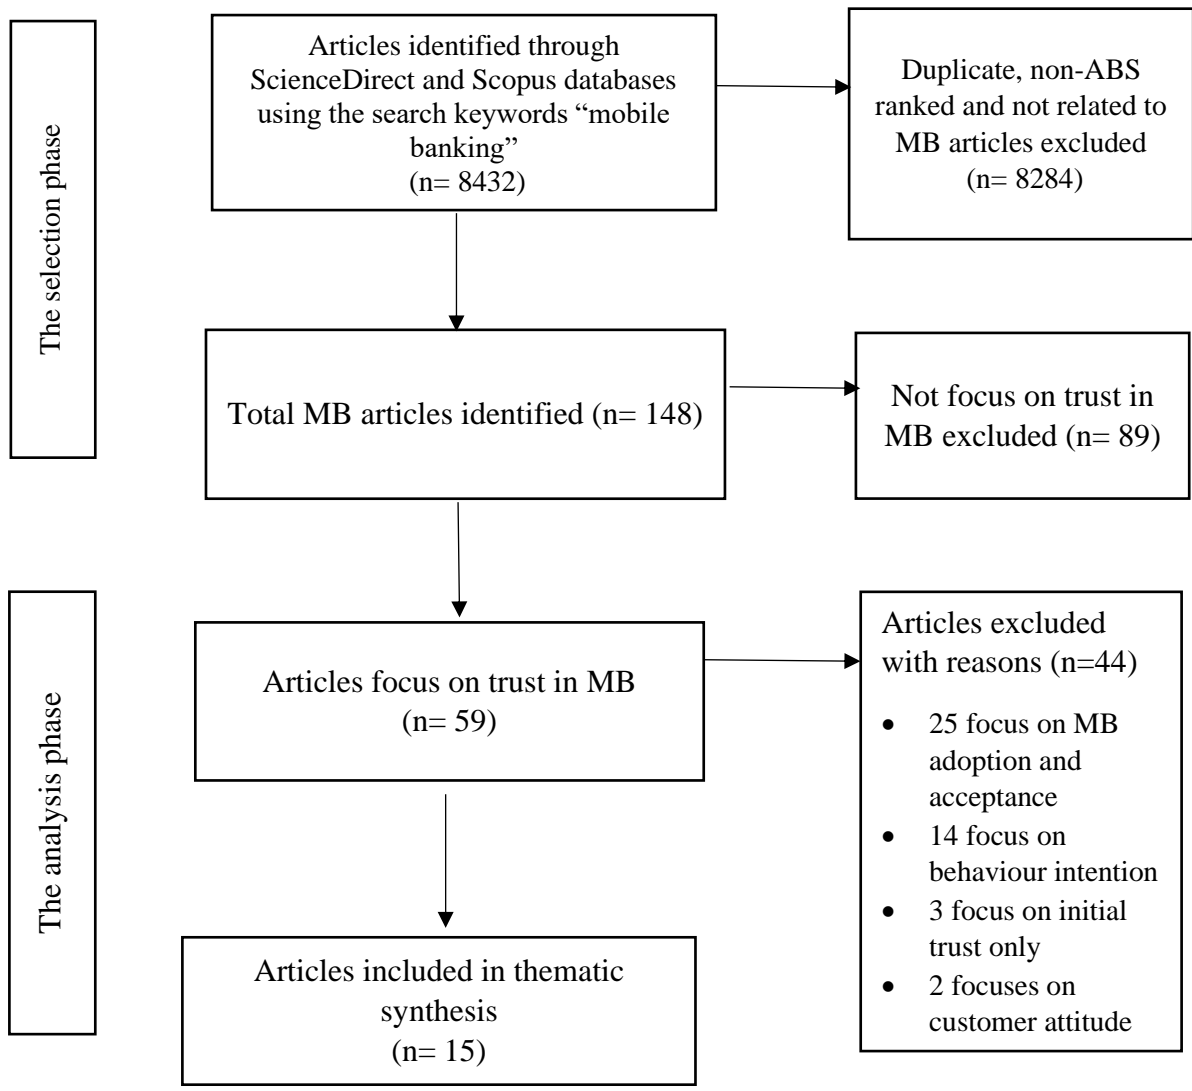 The selection phase
Articles identified through
ScienceDirect and Scopus databases
using the search keywords “mobile
banking”
(n= 8432)
Duplicate, non-ABS
ranked and not related to
MB articles excluded
(n= 8284)
Total MB articles identified (n= 148)
Not focus on trust in
MB excluded (n= 89)
The analysis phase
Articles focus on trust in MB
(n= 59)
Articles excluded
with reasons (n=44)
• 25 focus on MB
adoption and
acceptance
• 14 focus on
behaviour intention
• 3 focus on initial
trust only
• 2 focuses on
customer attitude
Articles included in thematic
synthesis
(n= 15)